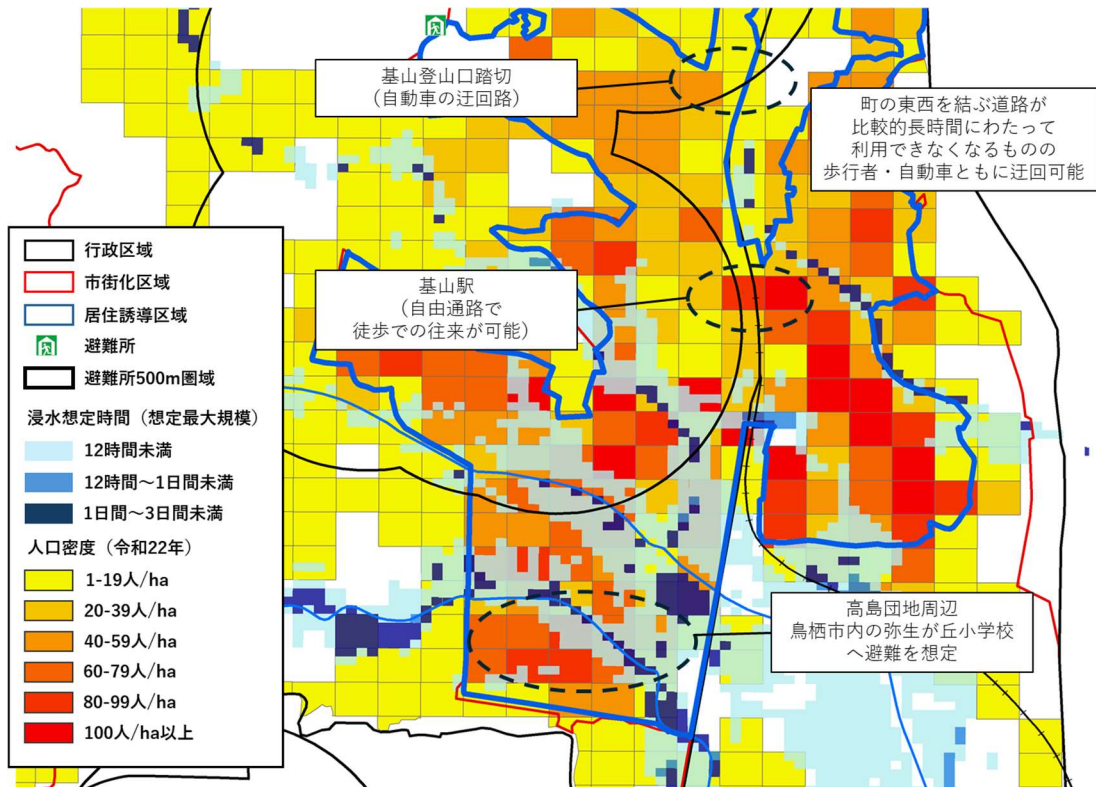 基山登山口踏切
（自動車の迂回路）
町の東西を結ぶ道路が
比較的長時間にわたって
利用できなくなるものの
歩行者・自動車ともに迂回可能
基山駅
（自由通路で
徒歩での往来が可能）
高島団地周辺
鳥栖市内の弥生が丘小学校
へ避難を想定
行政区域
市街化区域
居住誘導区域
避難所
避難所500m圏域
浸水想定時間（想定最大規模）
12時間未満
12時間～1日間未満
1日間～3日間未満
人口密度（令和22年）
1-19人/ha
20-39人/ha
40-59人/ha
60-79人/ha
80-99人/ha
100人/ha以上